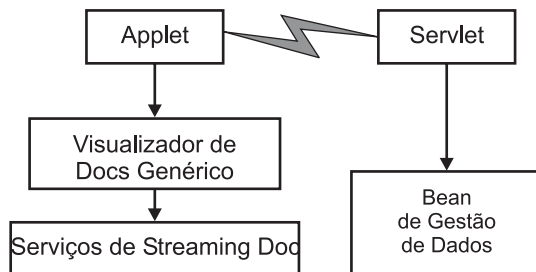 Applet
Servlet
Visualizador de
Docs Genérico
Serviços de Streaming Doc
Bean
de Gestão
de Dados